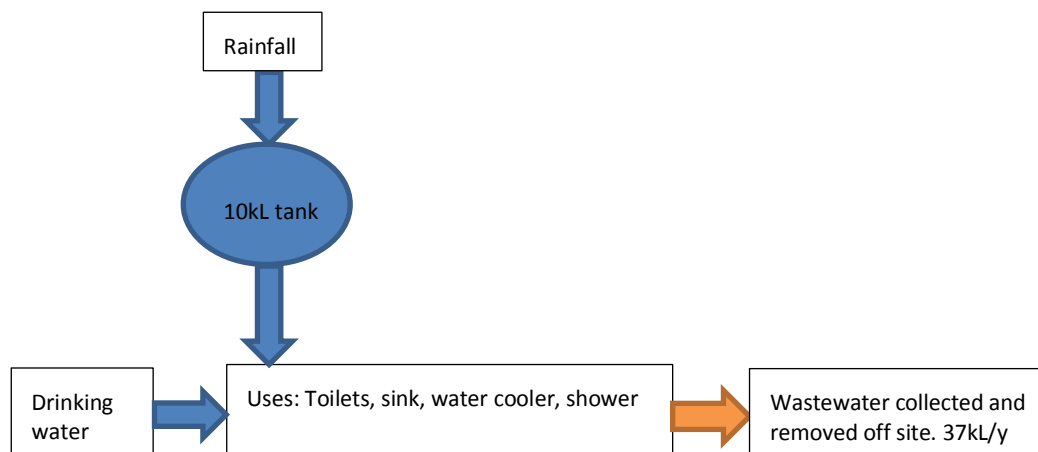 Rainfall
10kL tank
Drinking
water
Uses: Toilets, sink, water cooler, shower
Wastewater collected and
removed off site. 37kL/y